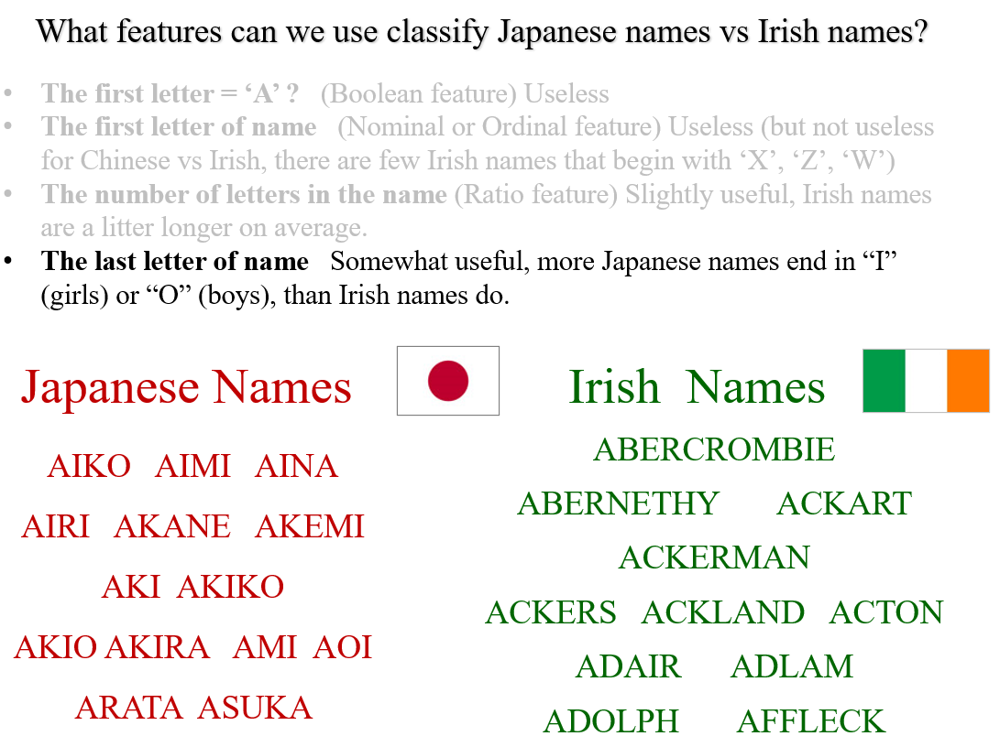 What features can we use classify Japanese names vs Irish names?
• The first letter = ‘A’ ? (Boolean feature) Useless
• The first letter of name (Nominal or Ordinal feature) Useless (but not useless
for Chinese vs Irish, there are few Irish names that begin with ‘X’, ‘Z’, ‘W’)
• The number of letters in the name (Ratio feature) Slightly useful, Irish names
are a litter longer on average.
• The last letter of name Somewhat useful, more Japanese names end in “I”
(girls) or “O” (boys), than Irish names do.
Japanese Names
AIKO AIMI AINA
AIRI AKANE AKEMI
AKI AKIKO
AKIO AKIRA AMI AOI
ARATA ASUKA
Irish Names
ABERCROMBIE
ABERNETHY ACKART
ACKERMAN
ACKERS ACKLAND ACTON
ADAIR ADLAM
ADOLPH AFFLECK